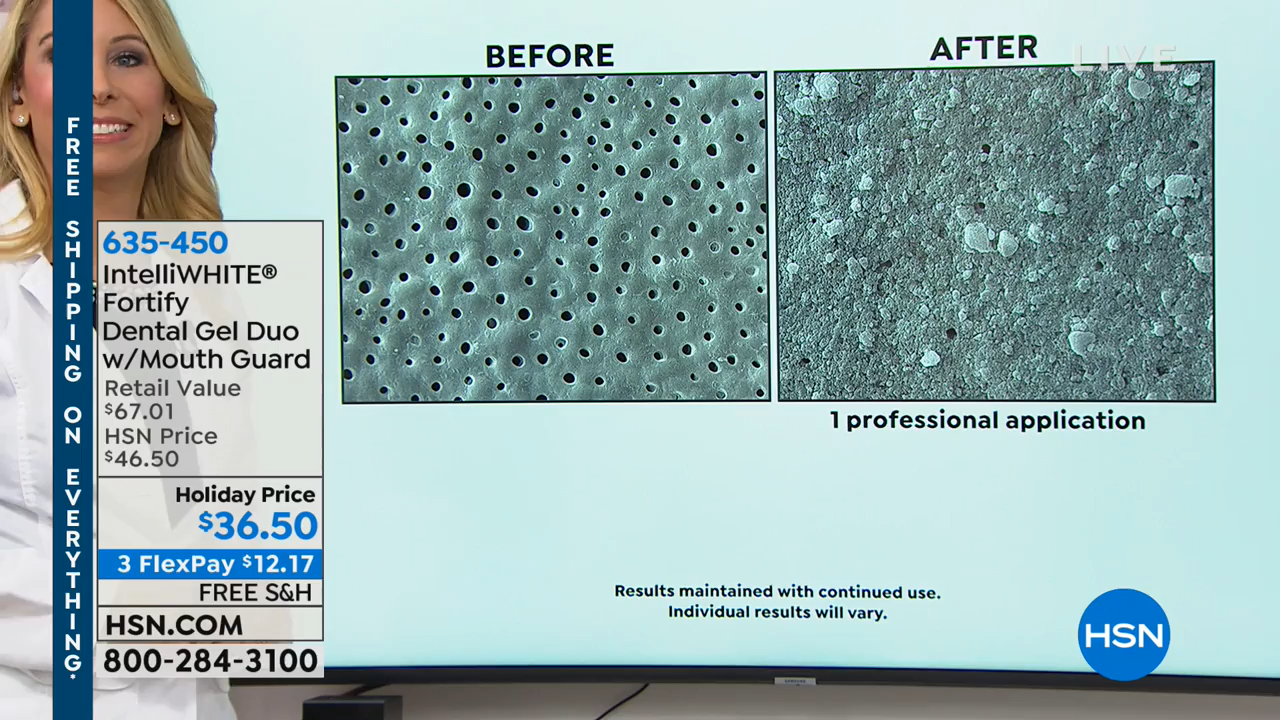 FREE SHIPPING ON EVERYTHING.*
635-450
IntelliWHITE®
Fortify
Dental Gel Duo
w/Mouth Guard
Retail Value
$67.01
HSN Price
$46.50
Holiday Price
$36.50
3 FlexPay $12.17
FREE S&H
HSN.COM
800-284-3100
BEFORE
AFTER
LIVE
1 professional application
Results maintained with continued use.
Individual results will vary.
HSN